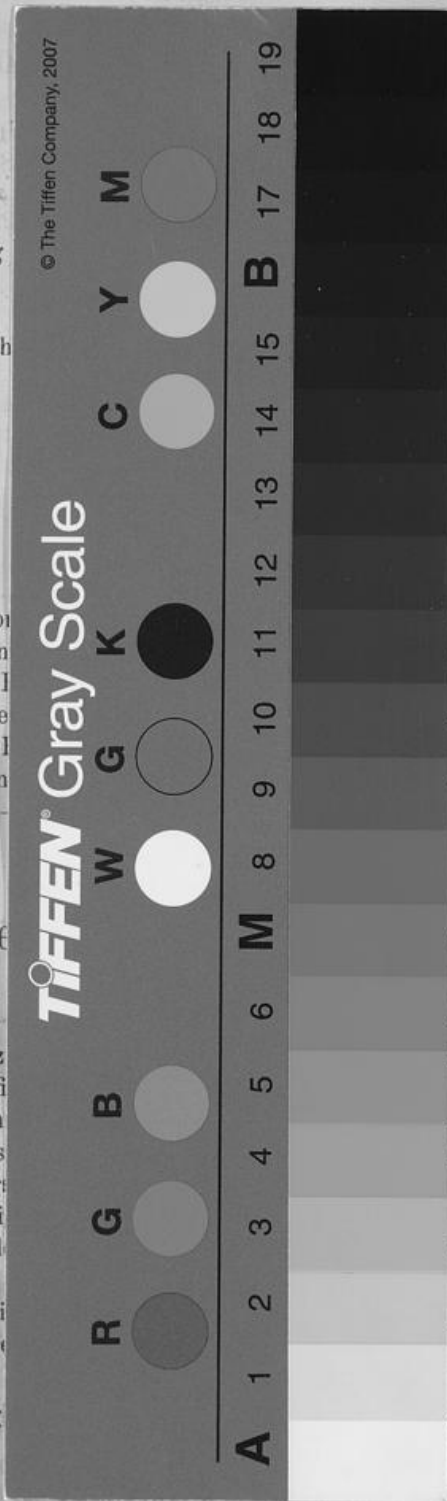 © The Tiffen Company, 2007
TIFFEN® Gray Scale
R G B W G K C Y M
A 1 2 3 4 5 6 M 8 9 10 11 12 13 14 15 B 17 18 19